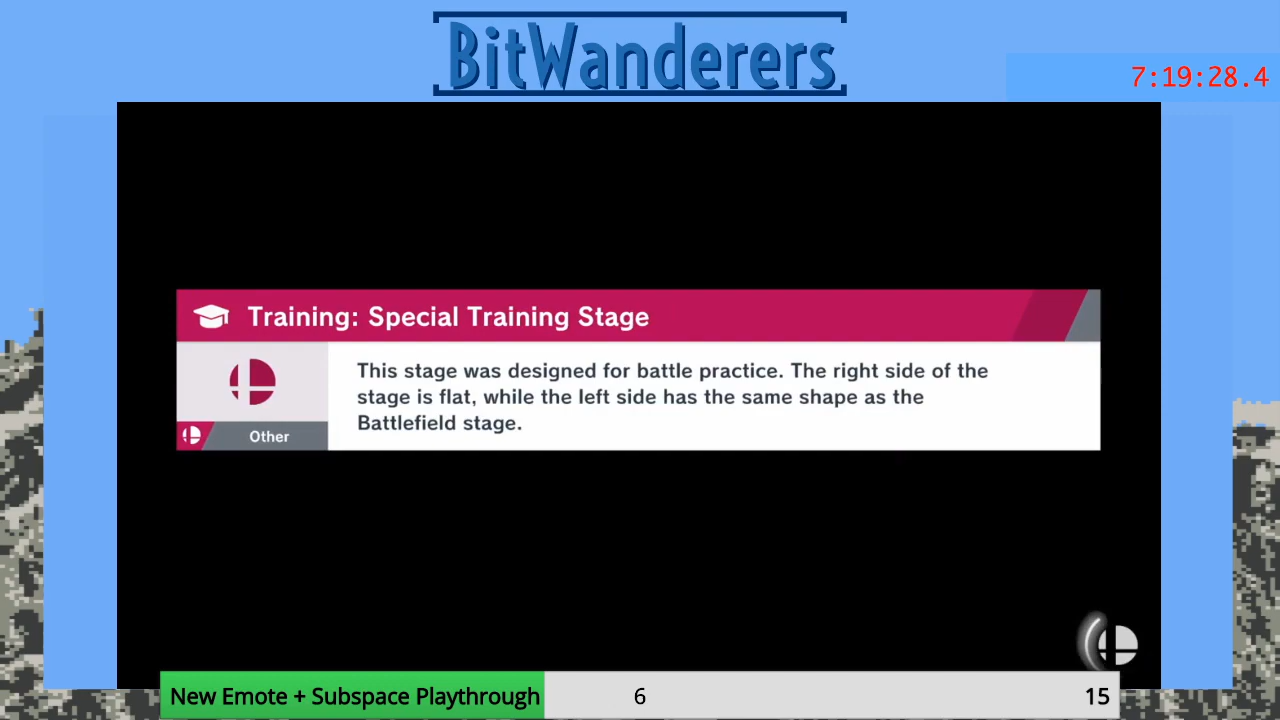 BitWanderers
7:19:28.4
Training: Special Training Stage
This stage was designed for battle practice. The right side of the
stage is flat, while the left side has the same shape as the
Battlefield stage.
Other
New Emote + Subspace Playthrough
6
15